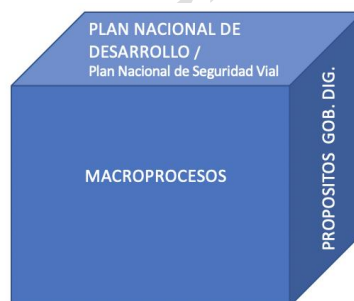 PLAN NACIONAL DE
DESARROLLO /
Plan Nacional de Seguridad Vial
MACROPROCESOS
PROPOSITOS GOB. DIG.